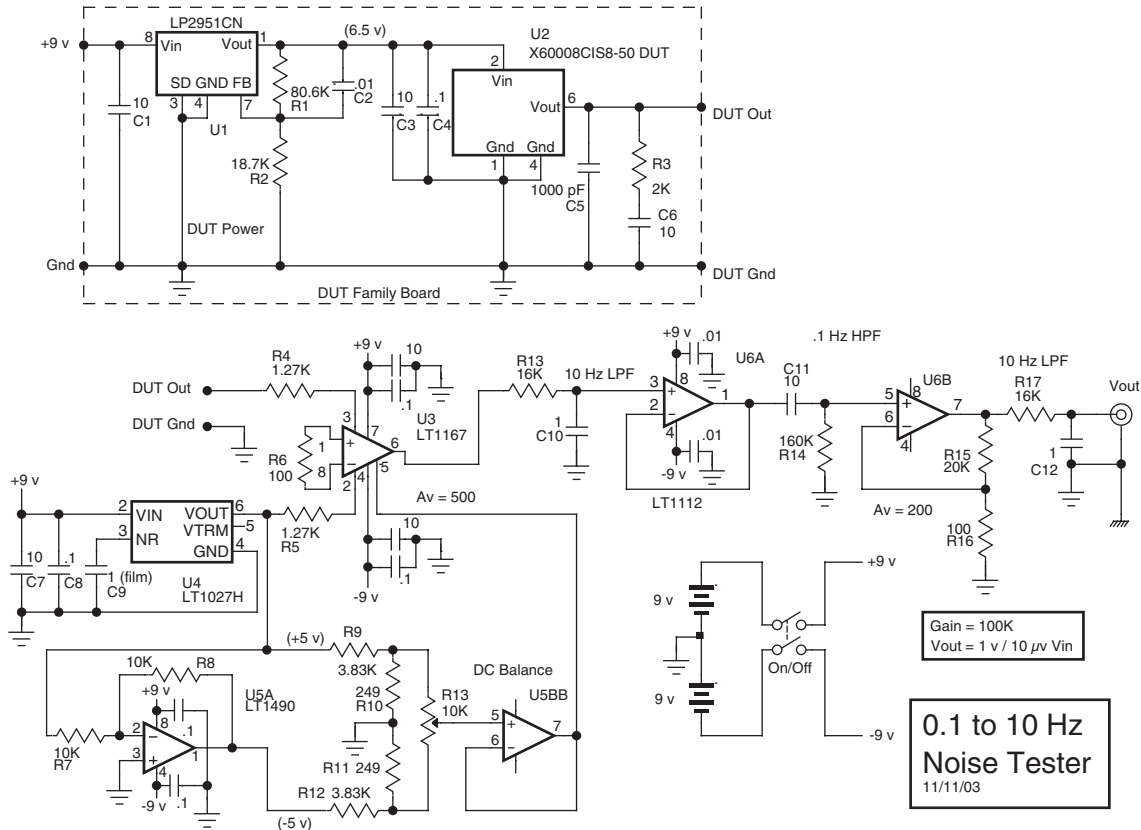 LP2951CN
+9 v
8
Vin
Vout
1
(6.5 v)
U2
X60008CIS8-50 DUT
SD GND FB
3
4
7
U1
10
C1
80.6K
R1
.01
C2
10
C3
.1
C4
2
Vin
Vout
6
Gnd
Gnd
1
4
DUT Out
18.7K
R2
1000 pF
C5
R3
2K
C6
10
DUT Power
Gnd
DUT Gnd
DUT Family Board
R4
1.27K
DUT Out
DUT Gnd
+9 v
10
.1
U3
LT1167
3
7
1
+
6
R6
100
8
−
5
2
4
Av = 500
R13
16K
10 Hz LPF
1
C10
+9 v
.01
U6A
3
+
8
1
2
−
4
.01
-9 v
LT1112
.1 Hz HPF
C11
10
160K
R14
U6B
5
+
8
7
6
−
4
Av = 200
10 Hz LPF
R17
16K
Vout
R15
20K
1
C12
100
R16
+9 v
2
VIN
VOUT
6
VTRM
5
3
NR
GND
4
1.27K
R5
10
C7
.1
C8
1 (film)
C9
U4
LT1027H
10
.1
-9 v
(+5 v)
R9
3.83K
249
R10
R13
10K
DC Balance
U5BB
5
+
7
6
−
10K
R8
+9 v
U5A
LT1490
.1
8
2
−
1
3
+
4
10K
R7
-9 v
.1
R11 249
R12
3.83K
(-5 v)
9 v
+9 v
On/Off
9 v
-9 v
Gain = 100K
Vout = 1 v / 10 µv Vin
0.1 to 10 Hz
Noise Tester
11/11/03